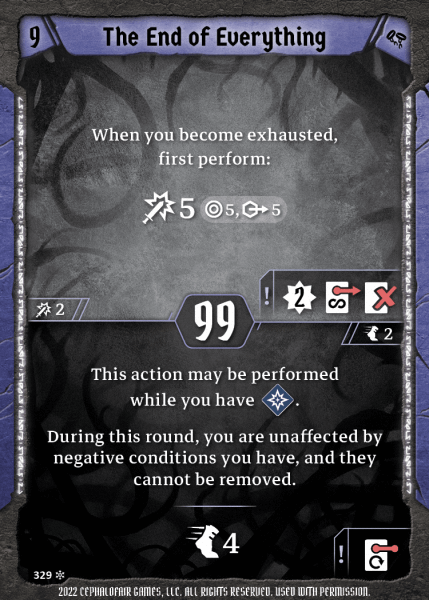 9 The End of Everything
When you become exhausted,
first perform:
5 5, 5
! 2
2 99 2
This action may be performed
while you have .
During this round, you are unaffected by
negative conditions you have, and they
cannot be removed.
4 !
329
2022 CEPHALOFAIR GAMES, LLC. ALL RIGHTS RESERVED. USED WITH PERMISSION.